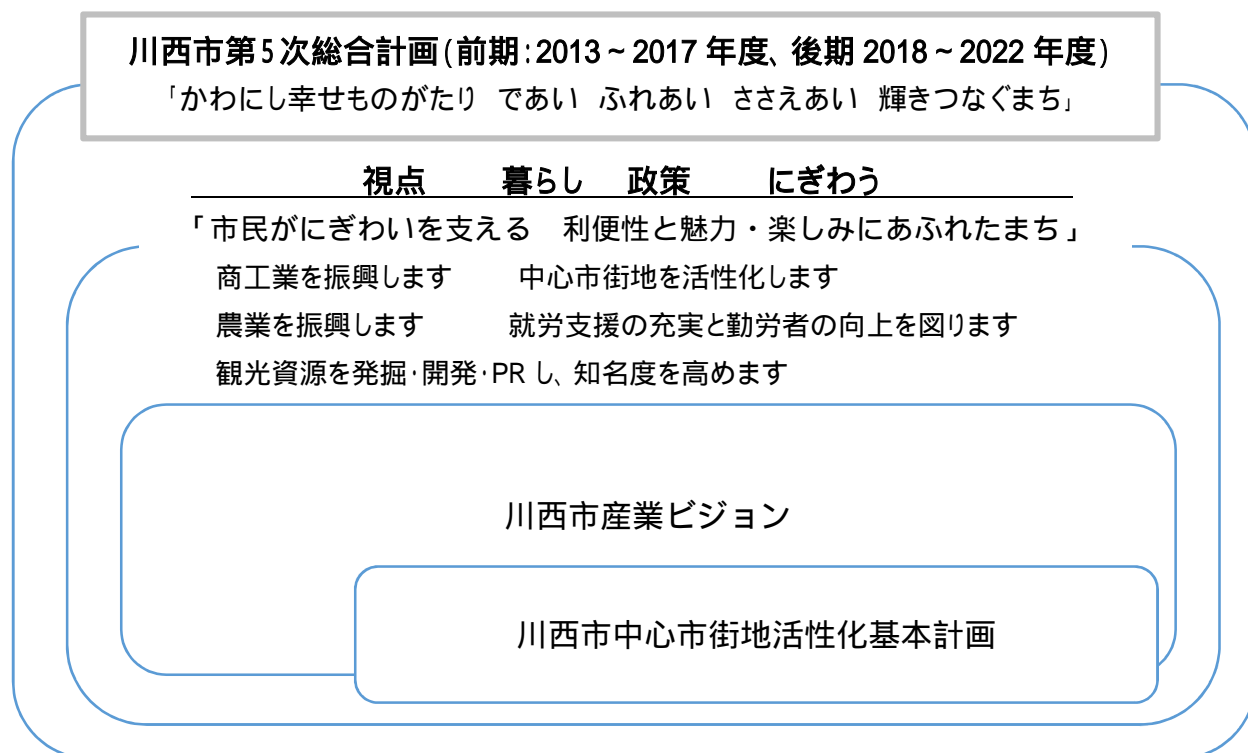 川西市第5次総合計画(前期:2013~2017年度、後期2018~2022年度)
「かわにし幸せものがたり であい ふれあい ささえあい 輝きつなぐまち」
視点 暮らし 政策 にぎわう
「市民がにぎわいを支える 利便性と魅力・楽しみにあふれたまち」
商工業を振興します 中心市街地を活性化します
農業を振興します 就労支援の充実と勤労者の向上を図ります
観光資源を発掘・開発・PRし、知名度を高めます
川西市産業ビジョン
川西市中心市街地活性化基本計画